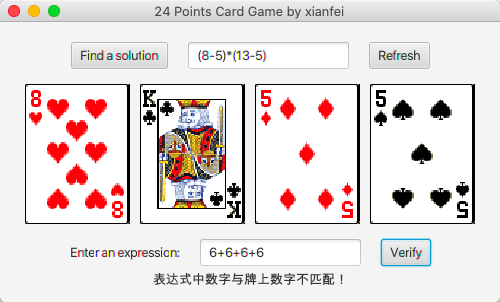 24 Points Card Game by xianfei
Find a solution
(8-5)*(13-5)
Refresh
8
8
K
K
5
5
5
5
Enter an expression:
6+6+6+6
Verify
表达式中数字与牌上数字不匹配！